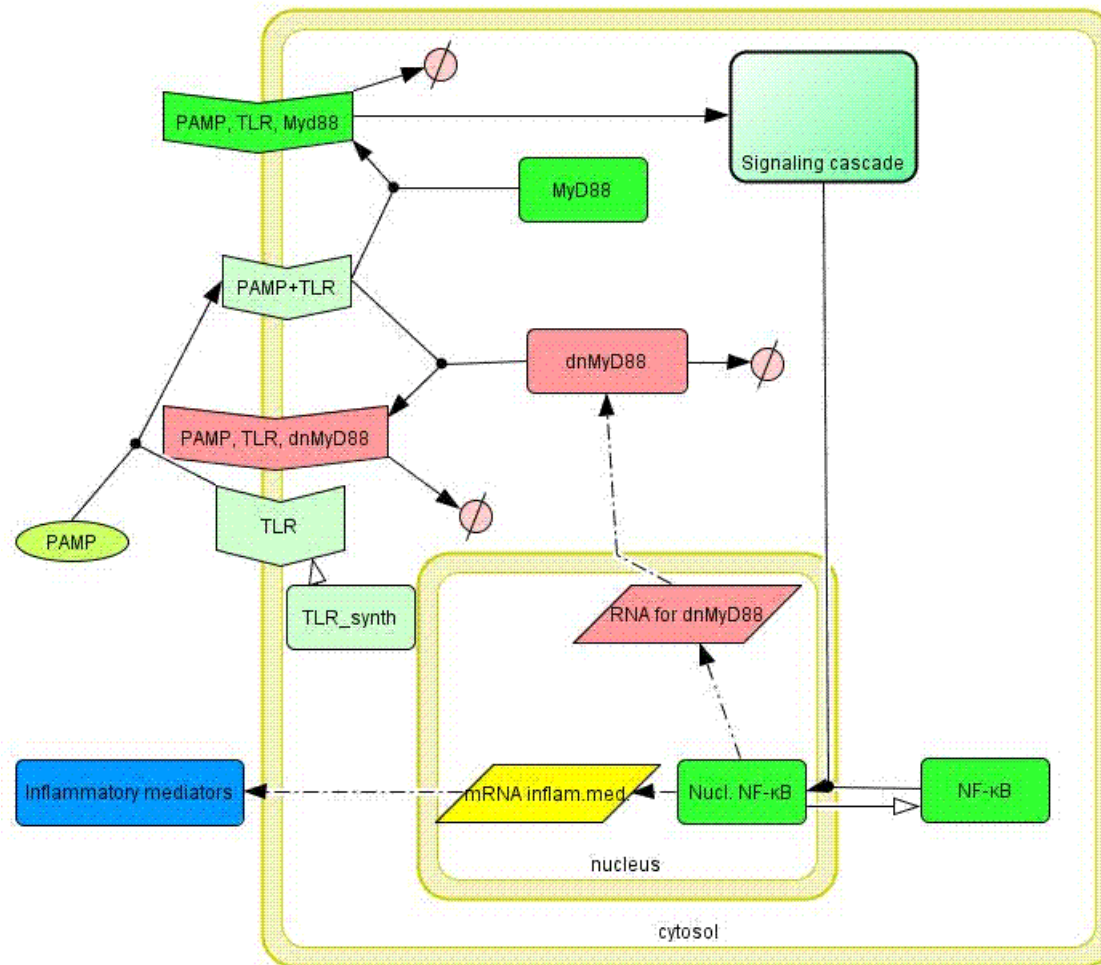 PAMP, TLR, Myd88
Signaling cascade
MyD88
PAMP+TLR
dnMyD88
PAMP, TLR, dnMyD88
TLR
PAMP
TLR_synth
RNA for dnMyD88
Inflammatory mediators
mRNA inflam.med.
Nucl. NF-κB
NF-κB
nucleus
cytosol